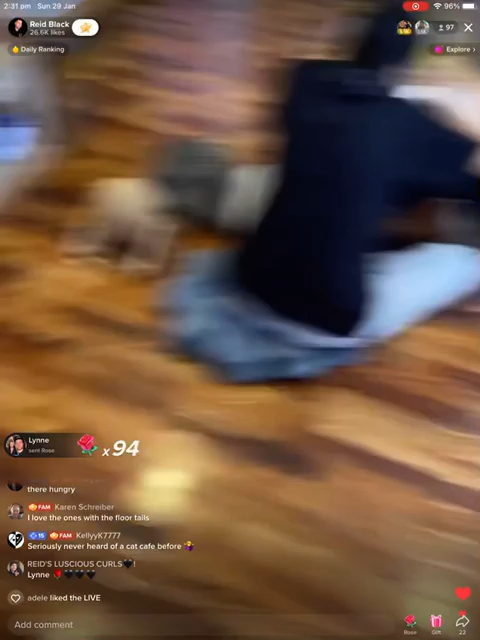 2:31 pm Sun 29 Jan
96%
Reid Black
26.6K likes
97
Daily Ranking
Explore >
Lynne
sent Rose
x 94
there hungry
FAM Karen Schreiber
I love the ones with the floor tails
15 FAM KellyyK7777
Seriously never heard of a cat cafe before
REID'S LUSCIOUS CURLS🖤!
Lynne 🌹🖤🖤🖤🖤
adele liked the LIVE
Add comment
Rose
Gift
22